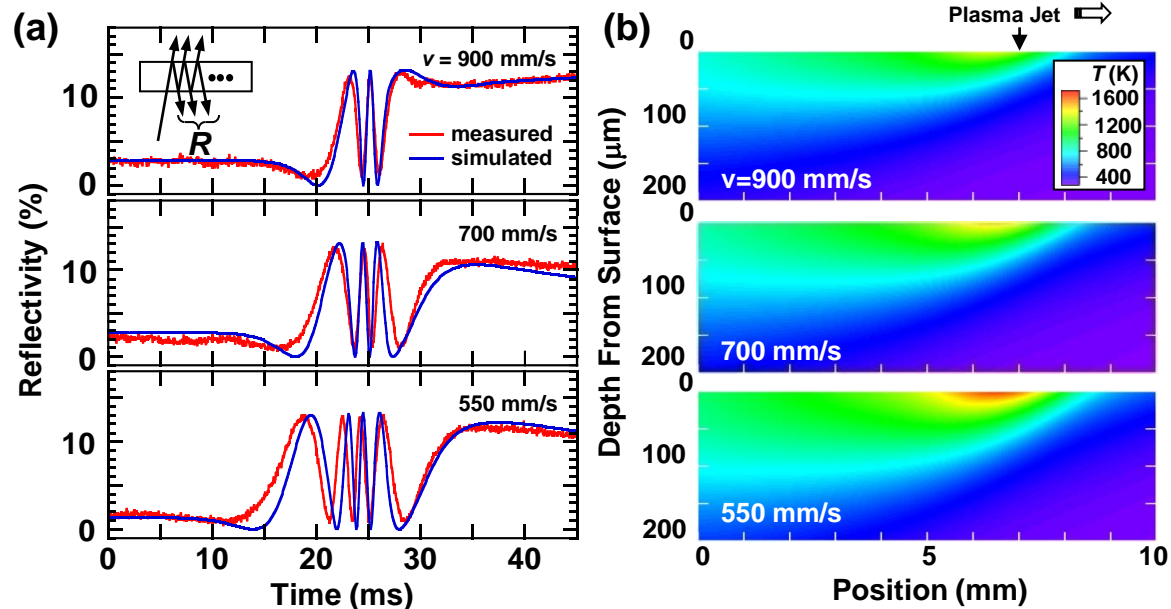 (a)
v = 900 mm/s
•••
R
measured
simulated
10
0
700 mm/s
10
0
550 mm/s
10
0
0 10 20 30 40
Reflectivity (%)
Time (ms)
(b)
Plasma Jet
0
100
200
v=900 mm/s
T (K)
1600
1200
800
400
0
100
200
700 mm/s
0
100
200
550 mm/s
0 5 10
Depth From Surface (μm)
Position (mm)